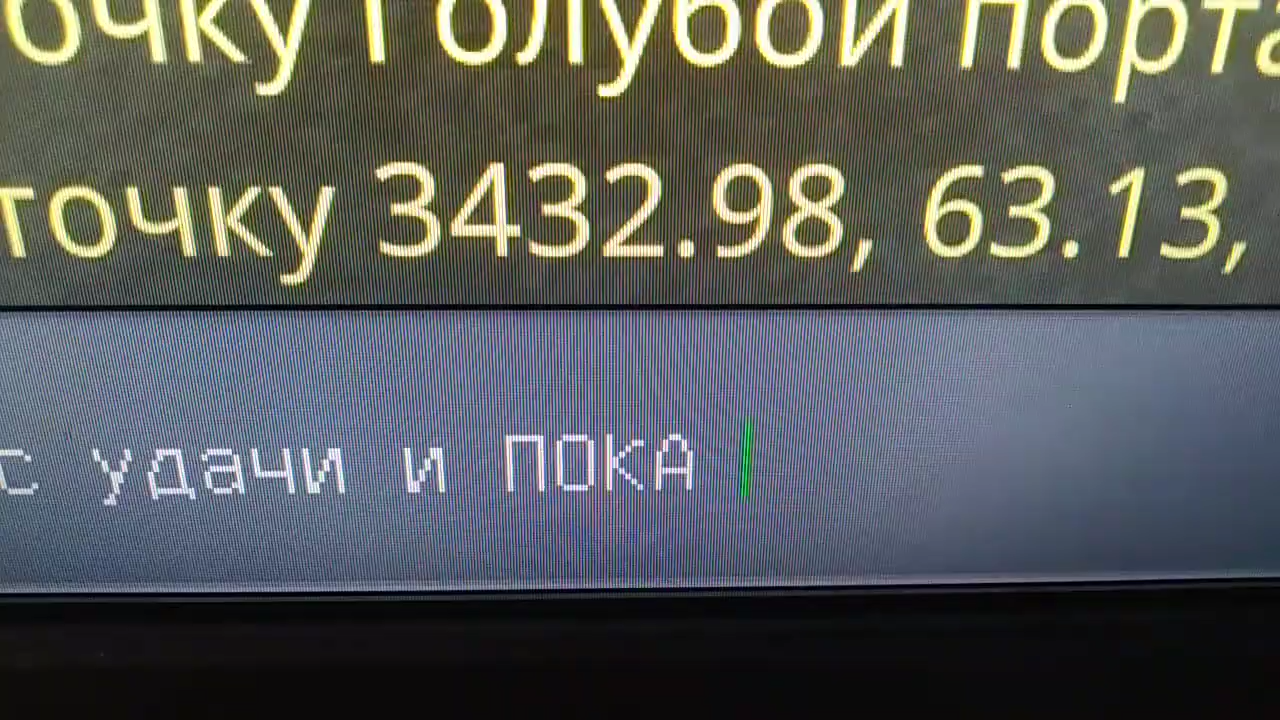 очку Голубой порта
точку 3432.98, 63.13,
с удачи и ПОКА